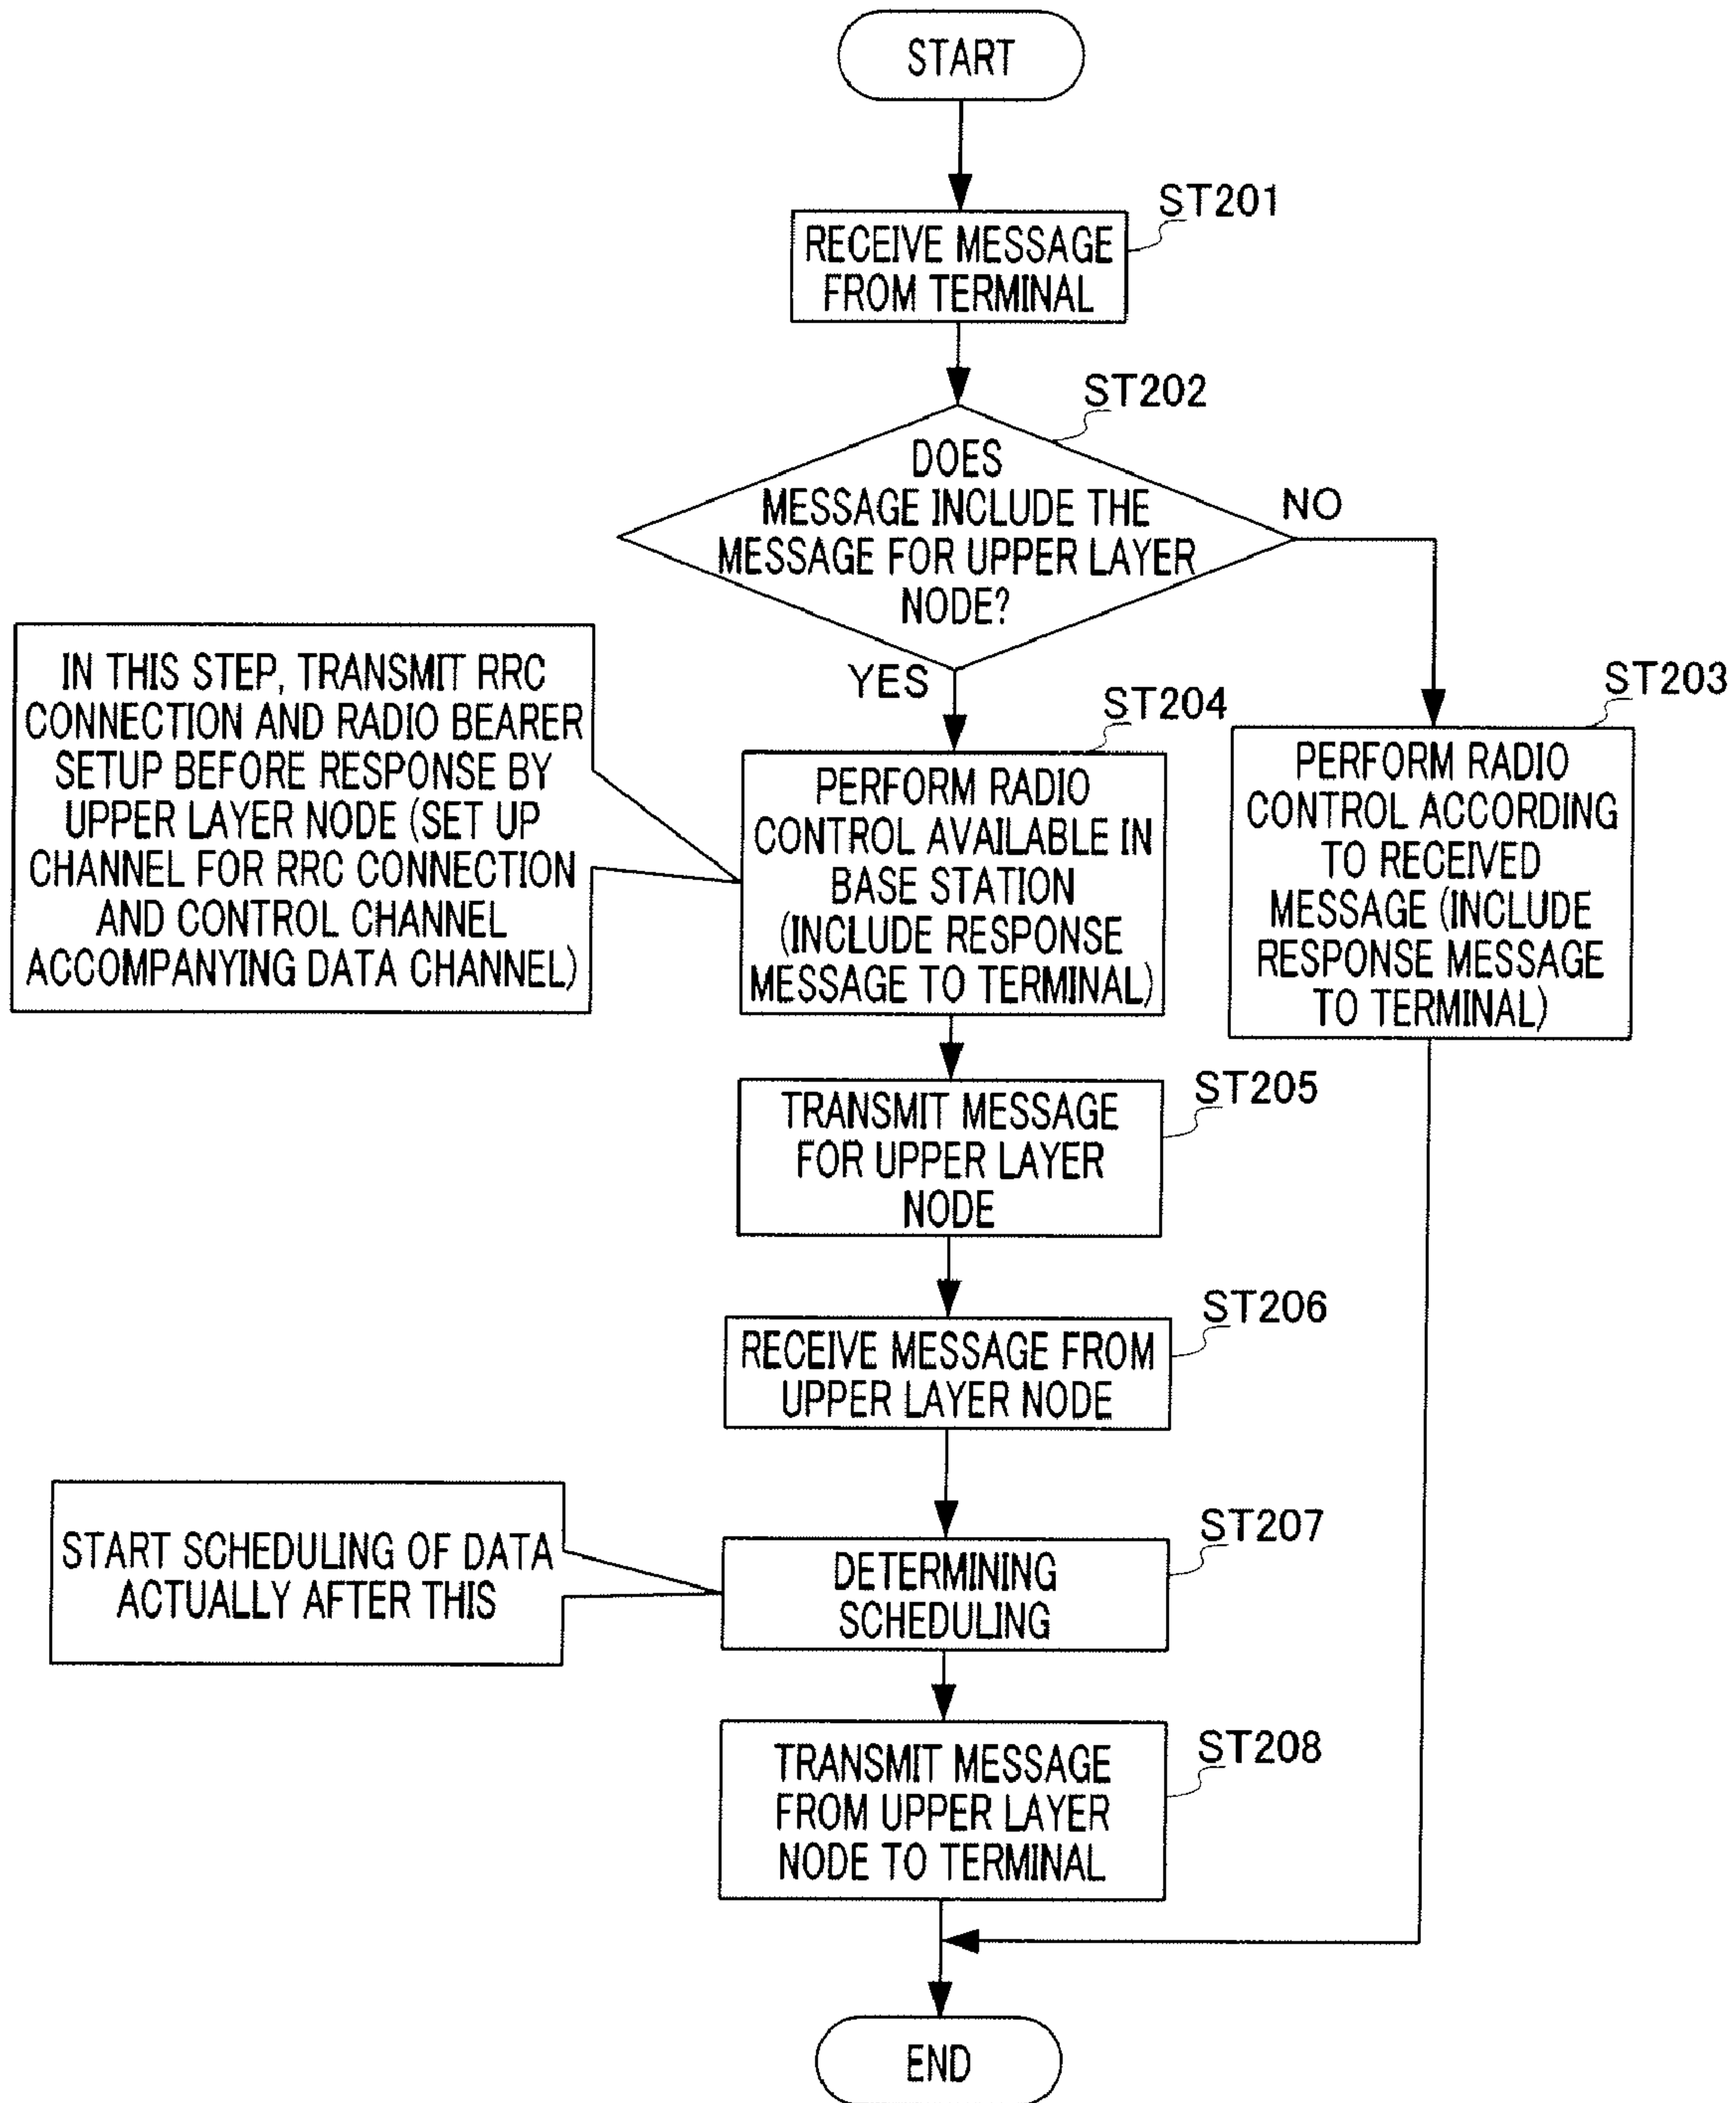 START
ST201
RECEIVE MESSAGE
FROM TERMINAL
ST202
DOES
MESSAGE INCLUDE THE
MESSAGE FOR UPPER LAYER
NODE?
NO
YES
IN THIS STEP, TRANSMIT RRC
CONNECTION AND RADIO BEARER
SETUP BEFORE RESPONSE BY
UPPER LAYER NODE (SET UP
CHANNEL FOR RRC CONNECTION
AND CONTROL CHANNEL
ACCOMPANYING DATA CHANNEL)
ST204
PERFORM RADIO
CONTROL AVAILABLE IN
BASE STATION
(INCLUDE RESPONSE
MESSAGE TO TERMINAL)
ST203
PERFORM RADIO
CONTROL ACCORDING
TO RECEIVED
MESSAGE (INCLUDE
RESPONSE MESSAGE
TO TERMINAL)
ST205
TRANSMIT MESSAGE
FOR UPPER LAYER
NODE
ST206
RECEIVE MESSAGE FROM
UPPER LAYER NODE
START SCHEDULING OF DATA
ACTUALLY AFTER THIS
ST207
DETERMINING
SCHEDULING
ST208
TRANSMIT MESSAGE
FROM UPPER LAYER
NODE TO TERMINAL
END